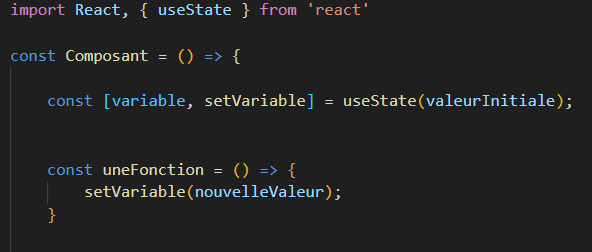 import React, { useState } from 'react'
const Composant = () => {
const [variable, setVariable] = useState(valeurInitiale);
const uneFonction = () => {
setVariable(nouvelleValeur);
}